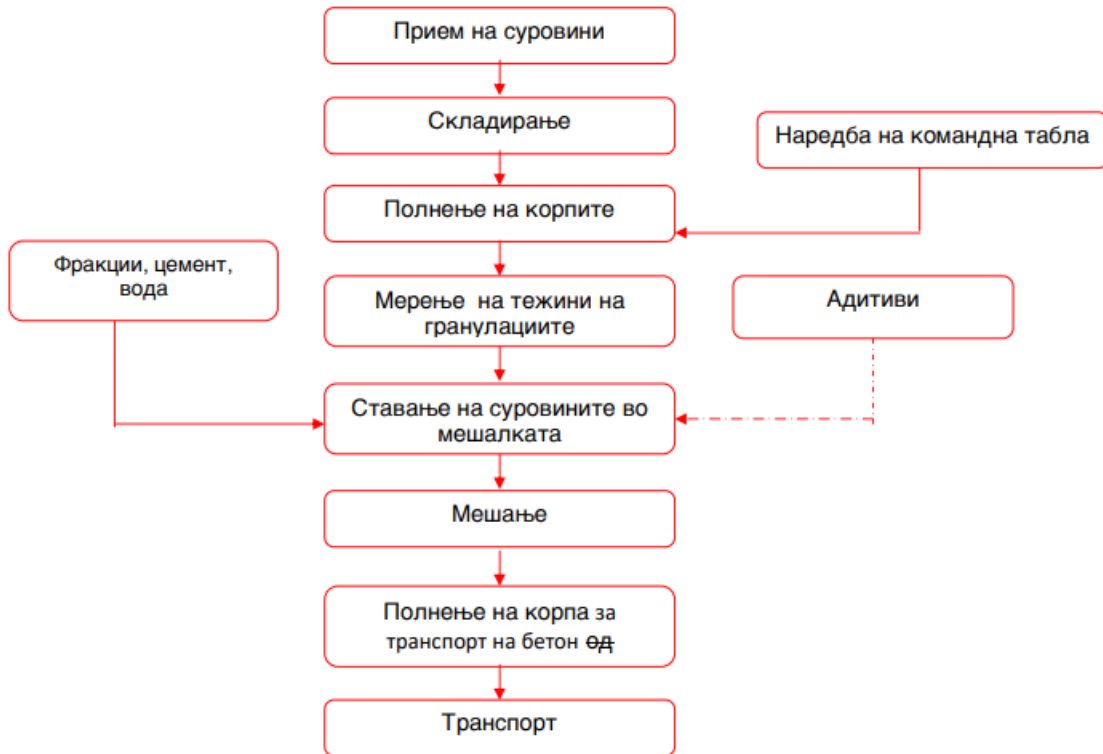 Прием на суровини
Складирање
Наредба на командна табла
Полнење на корпите
Фракции, цемент,
вода
Мерење на тежини на
гранулациите
Адитиви
Ставање на суровините во
мешалката
Мешање
Полнење на корпа за
транспорт на бетон од
Транспорт